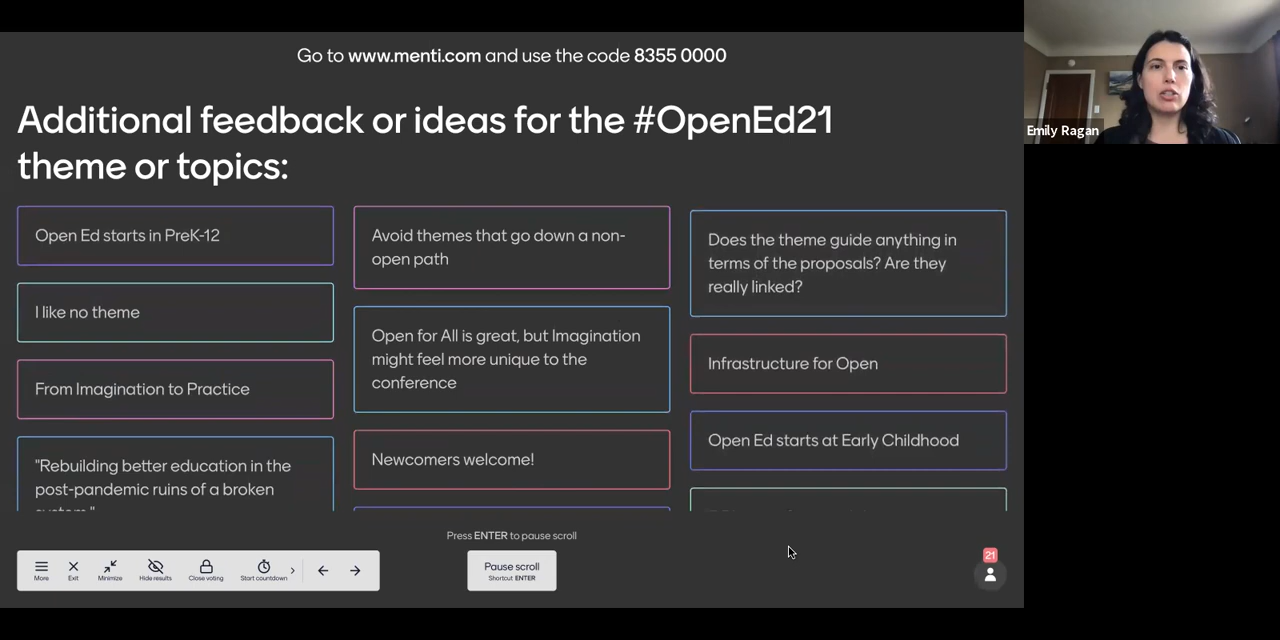 Go to www.menti.com and use the code 8355 0000
Additional feedback or ideas for the #OpenEd21
theme or topics:
Open Ed starts in PreK-12
I like no theme
From Imagination to Practice
"Rebuilding better education in the
post-pandemic ruins of a broken
system."
Avoid themes that go down a non-
open path
Open for All is great, but Imagination
might feel more unique to the
conference
Newcomers welcome!
Does the theme guide anything in
terms of the proposals? Are they
really linked?
Infrastructure for Open
Open Ed starts at Early Childhood
Press ENTER to pause scroll
More
Exit
Minimize
Hide results
Close voting
Start countdown
Pause scroll
Shortcut ENTER
21
Emily Ragan